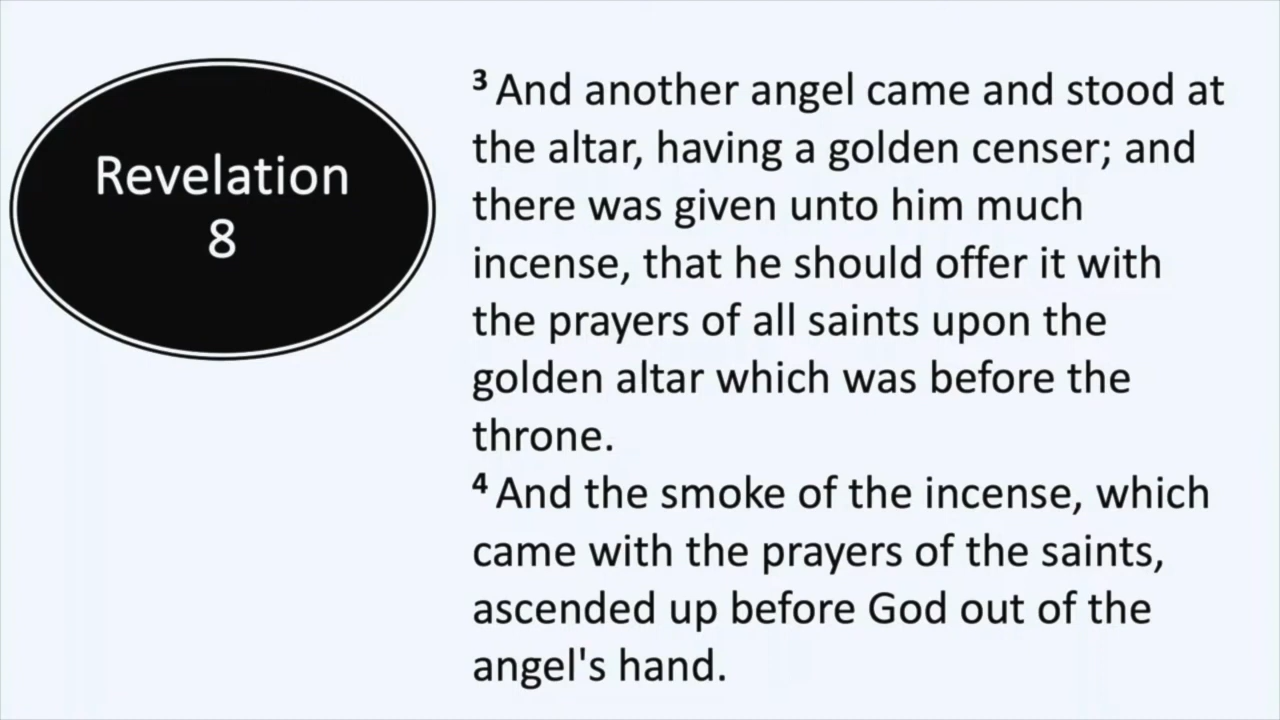 Revelation
8
³ And another angel came and stood at
the altar, having a golden censer; and
there was given unto him much
incense, that he should offer it with
the prayers of all saints upon the
golden altar which was before the
throne.
⁴ And the smoke of the incense, which
came with the prayers of the saints,
ascended up before God out of the
angel's hand.